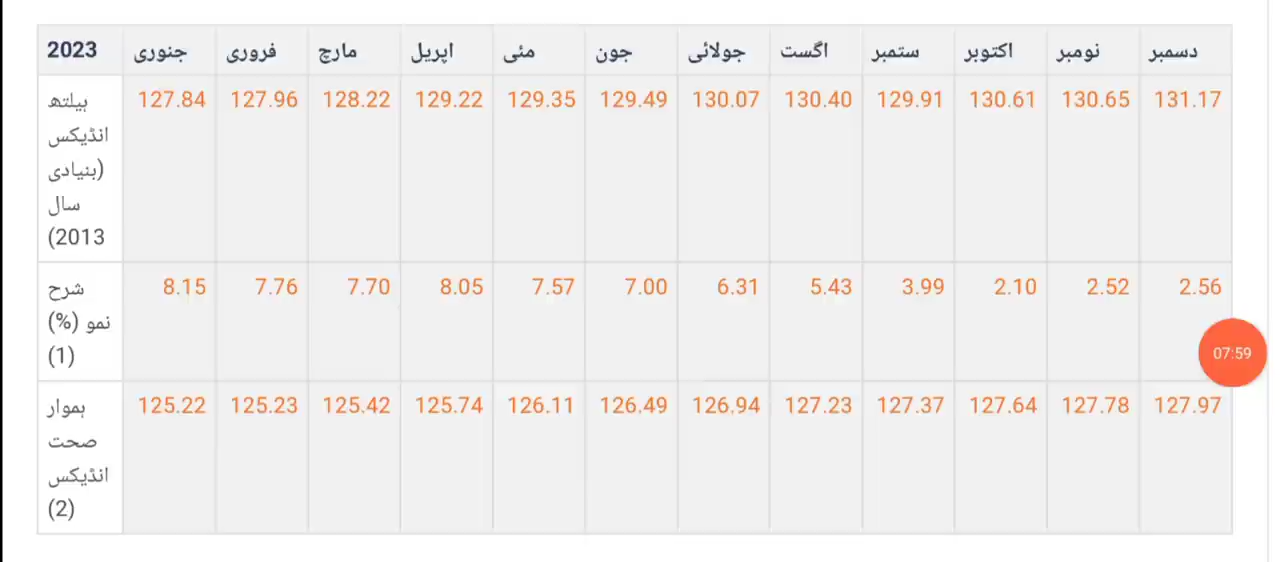 2023 جنوری فروری مارچ اپریل مئی جون جولائی اگست ستمبر اکتوبر نومبر دسمبر
ہیلتھ 127.84 127.96 128.22 129.22 129.35 129.49 130.07 130.40 129.91 130.61 130.65 131.17
انڈیکس
(بنیادی
سال
2013)
شرح 8.15 7.76 7.70 8.05 7.57 7.00 6.31 5.43 3.99 2.10 2.52 2.56
نمو (%)
(1)
07:59
ہموار 125.22 125.23 125.42 125.74 126.11 126.49 126.94 127.23 127.37 127.64 127.78 127.97
صحت
انڈیکس
(2)